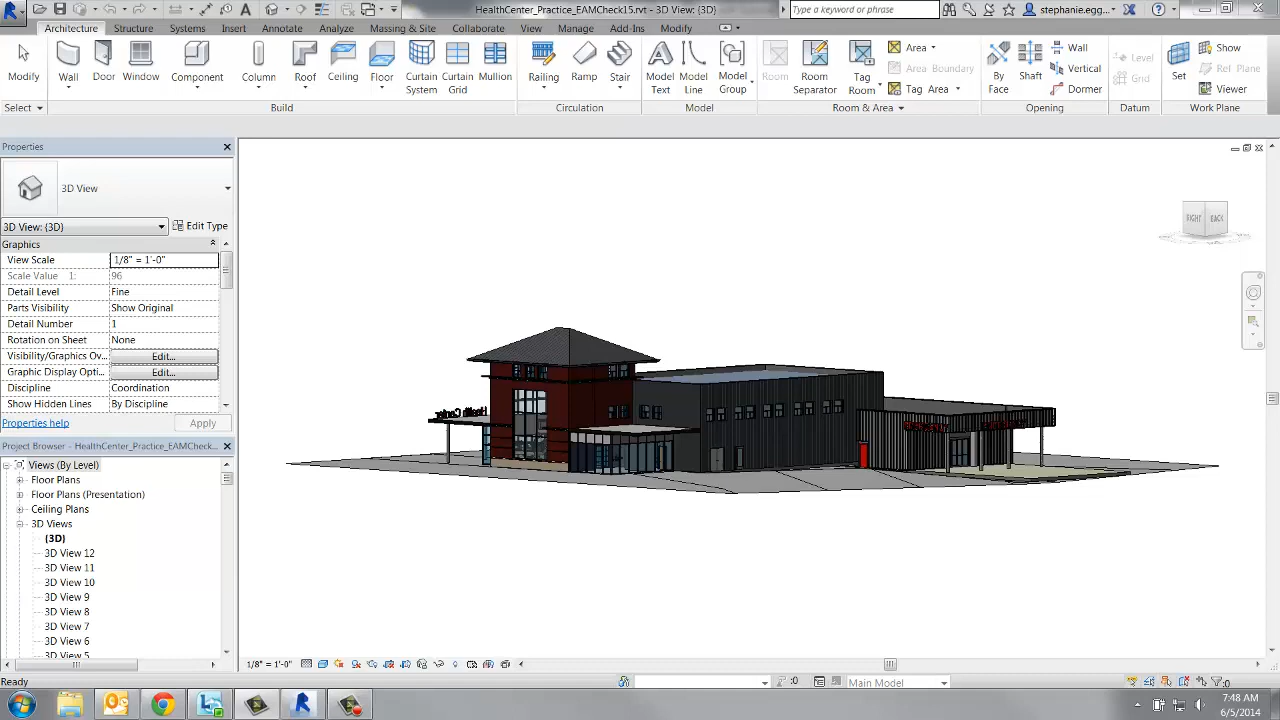 HealthCenter_Practice_EAMCheck15.rvt - 3D View: {3D}
Type a keyword or phrase
stephanie.egg...
Architecture Structure Systems Insert Annotate Analyze Massing & Site Collaborate View Manage Add-Ins Modify
Modify Wall Door Window Component Column Roof Ceiling Floor Curtain System Curtain Grid Mullion
Railing Ramp Stair
Model Text Model Line Model Group
Room Room Separator Tag Room
Area
Area Boundary
Tag Area
By Face Shaft
Wall
Vertical
Dormer
Level
Grid
Set
Show
Ref Plane
Viewer
Select Build Circulation Model Room & Area Opening Datum Work Plane
Properties
3D View
3D View: {3D} Edit Type
Graphics
View Scale 1/8" = 1'-0"
Scale Value 1: 96
Detail Level Fine
Parts Visibility Show Original
Detail Number 1
Rotation on Sheet None
Visibility/Graphics Ov... Edit...
Graphic Display Opti... Edit...
Discipline Coordination
Show Hidden Lines By Discipline
Properties help Apply
Project Browser - HealthCenter_Practice_EAMCheck...
Views (By Level)
Floor Plans
Floor Plans (Presentation)
Ceiling Plans
3D Views
{3D}
3D View 12
3D View 11
3D View 10
3D View 9
3D View 8
3D View 7
3D View 6
3D View 5
RIGHT BACK
Health Center
1/8" = 1'-0"
Ready
:0
Main Model
:0
7:48 AM
6/5/2014